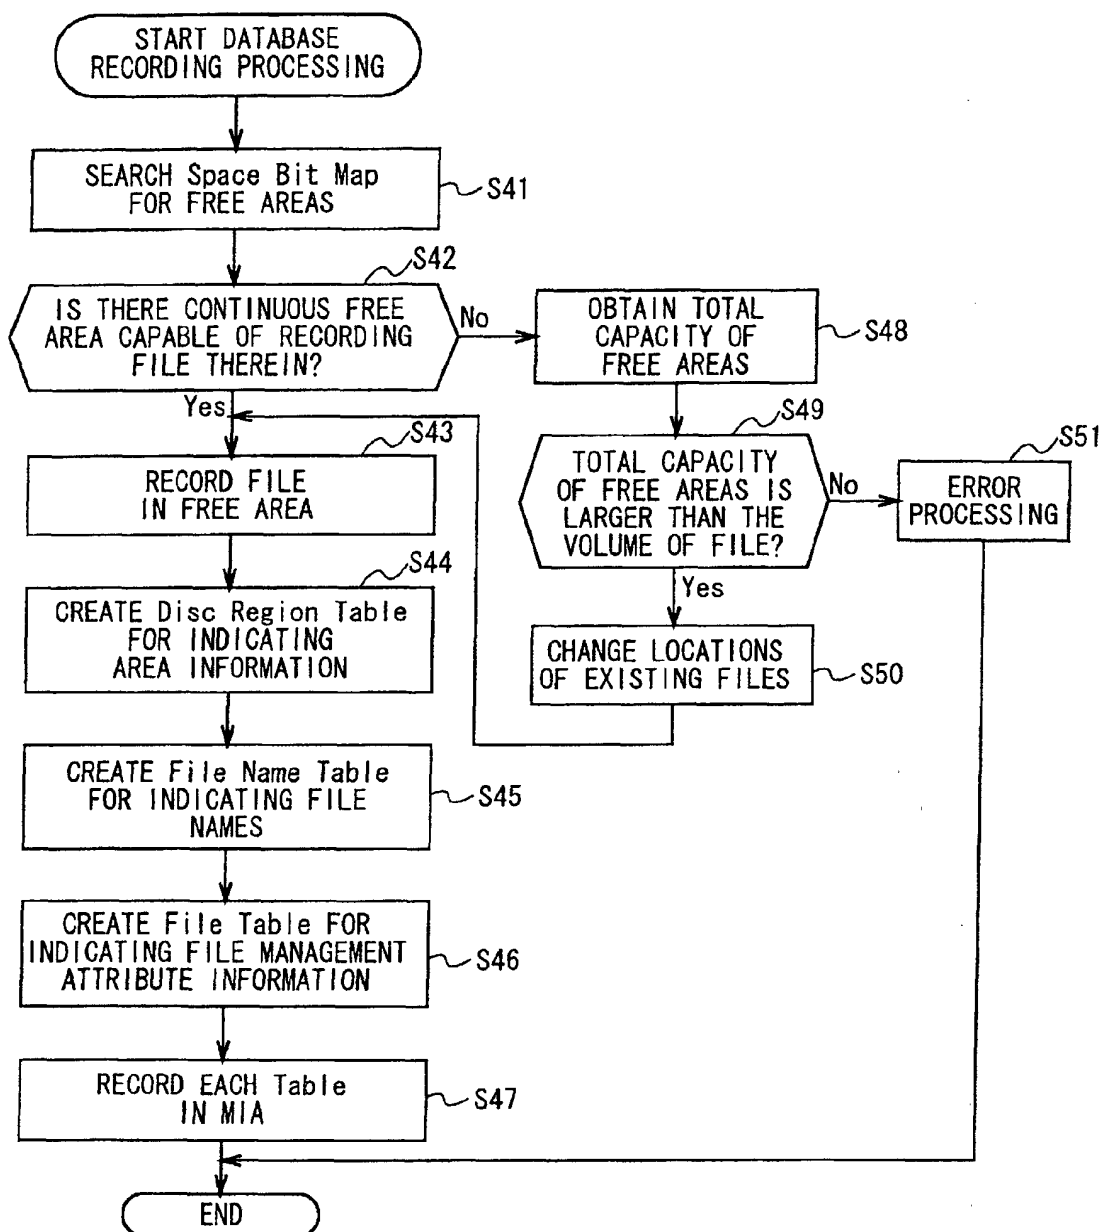 START DATABASE
RECORDING PROCESSING
SEARCH Space Bit Map
FOR FREE AREAS
S41
S42
IS THERE CONTINUOUS FREE
AREA CAPABLE OF RECORDING
FILE THEREIN?
No
Yes
OBTAIN TOTAL
CAPACITY OF
FREE AREAS
S48
S49
TOTAL CAPACITY
OF FREE AREAS IS
LARGER THAN THE
VOLUME OF FILE?
No
Yes
S51
ERROR
PROCESSING
CHANGE LOCATIONS
OF EXISTING FILES
S50
S43
RECORD FILE
IN FREE AREA
S44
CREATE Disc Region Table
FOR INDICATING
AREA INFORMATION
CREATE File Name Table
FOR INDICATING FILE
NAMES
S45
CREATE File Table FOR
INDICATING FILE MANAGEMENT
ATTRIBUTE INFORMATION
S46
RECORD EACH Table
IN MIA
S47
END